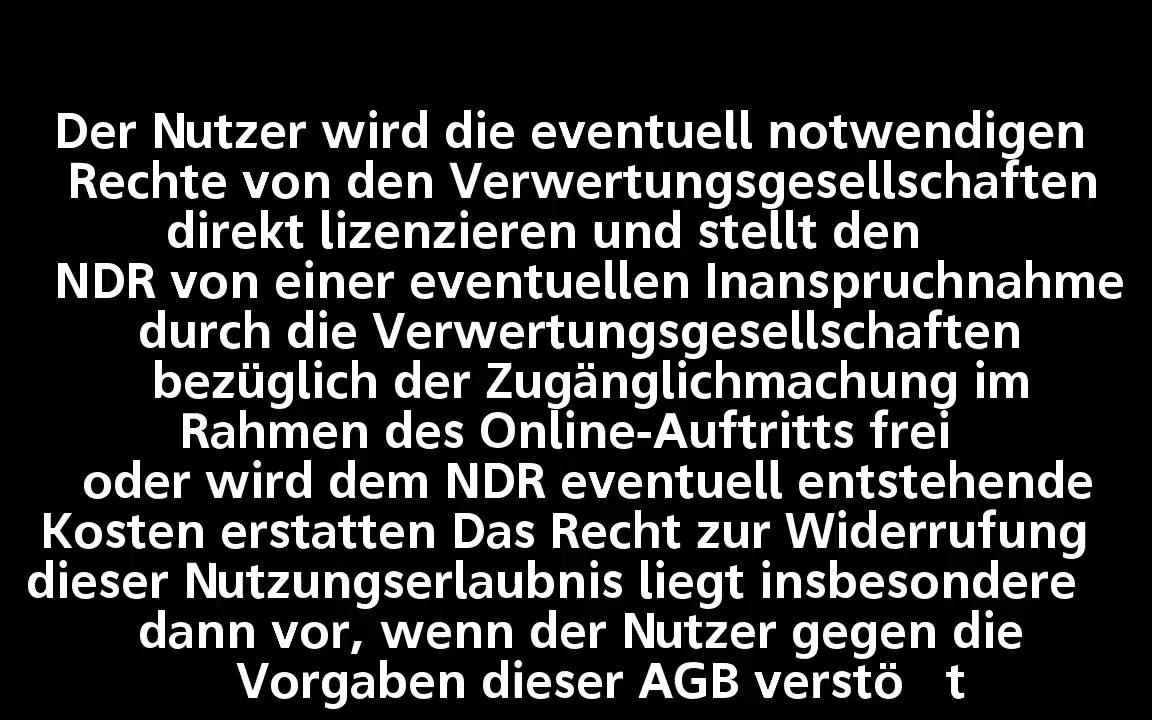 Der Nutzer wird die eventuell notwendigen
Rechte von den Verwertungsgesellschaften
direkt lizenzieren und stellt den
NDR von einer eventuellen Inanspruchnahme
durch die Verwertungsgesellschaften
bezüglich der Zugänglichmachung im
Rahmen des Online-Auftritts frei
oder wird dem NDR eventuell entstehende
Kosten erstatten Das Recht zur Widerrufung
dieser Nutzungserlaubnis liegt insbesondere
dann vor, wenn der Nutzer gegen die
Vorgaben dieser AGB verstö t